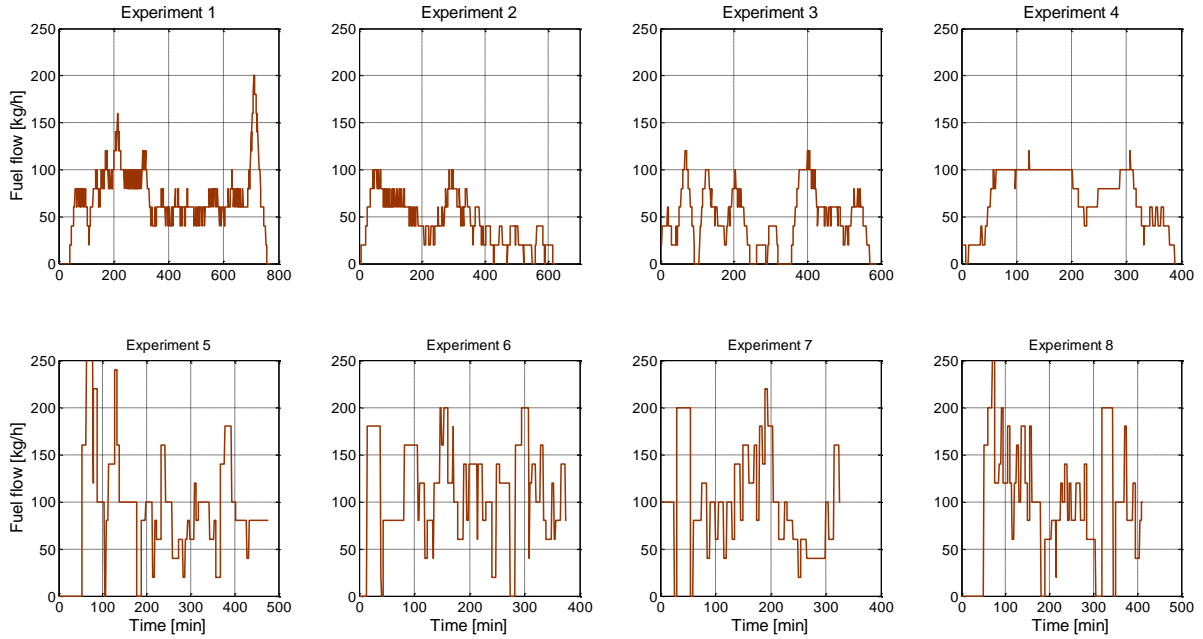 Experiment 1
Experiment 2
Experiment 3
Experiment 4
Fuel flow [kg/h]
250
200
150
100
50
0
0 200 400 600 800
250
200
150
100
50
0
0 200 400 600
250
200
150
100
50
0
0 200 400 600
250
200
150
100
50
0
0 100 200 300 400
Experiment 5
Experiment 6
Experiment 7
Experiment 8
Fuel flow [kg/h]
250
200
150
100
50
0
0 100 200 300 400 500
Time [min]
250
200
150
100
50
0
0 100 200 300 400
Time [min]
250
200
150
100
50
0
0 100 200 300 400
Time [min]
250
200
150
100
50
0
0 100 200 300 400 500
Time [min]